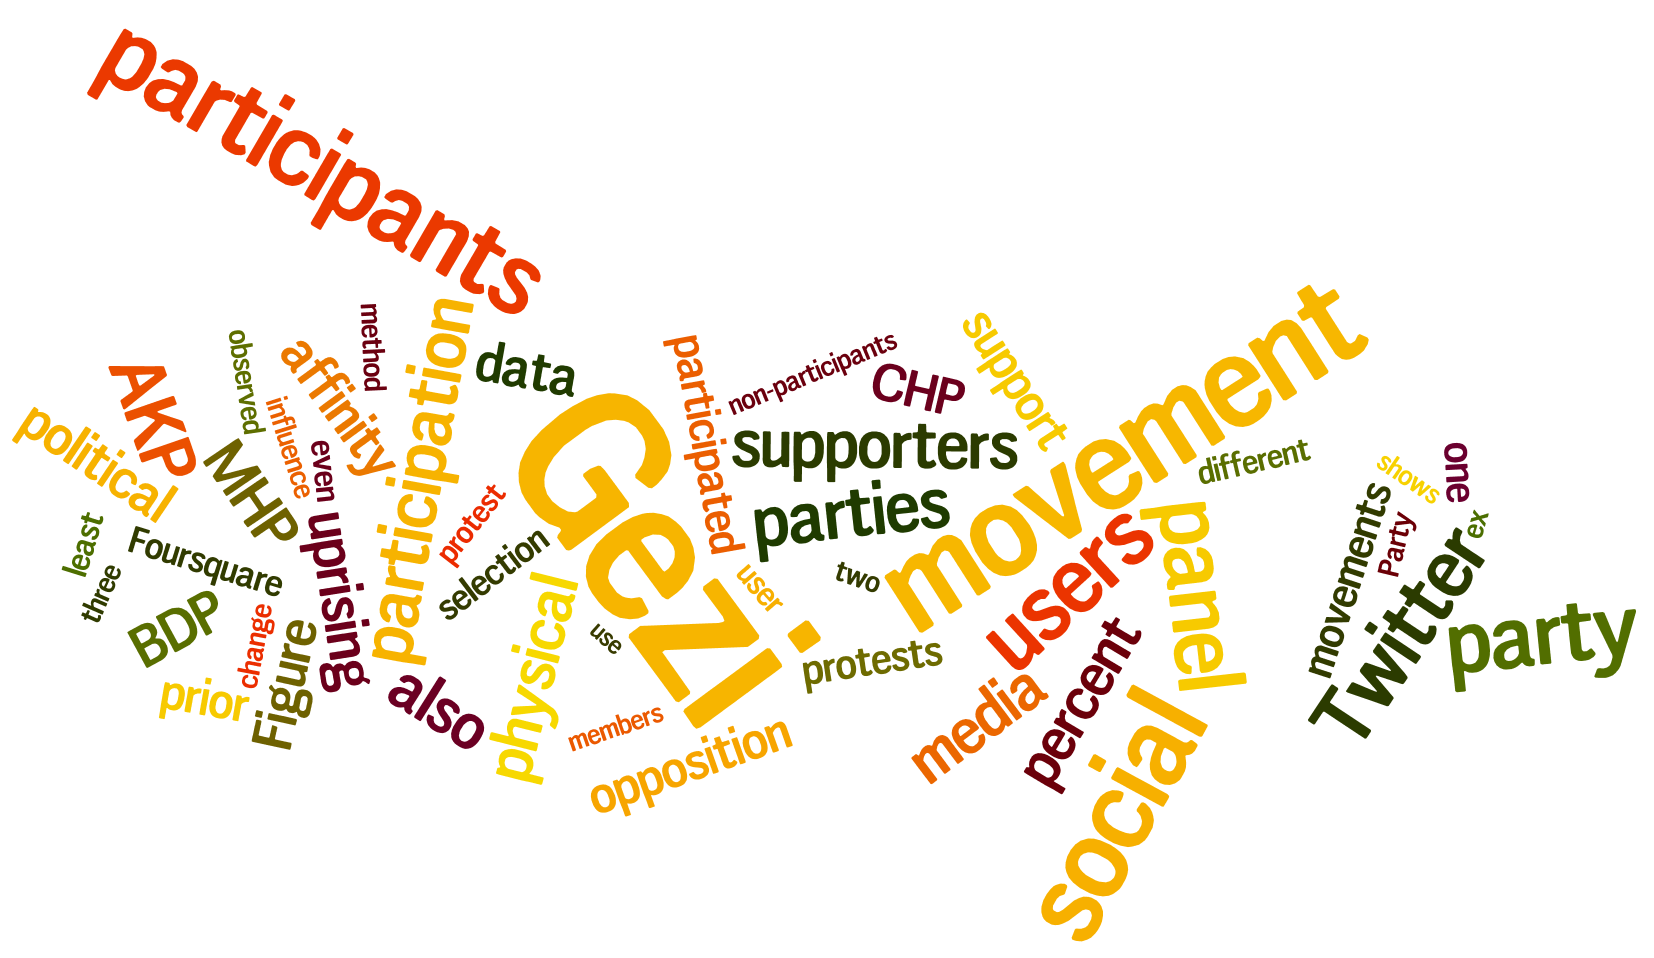 participants
method
participation
data
observed
affinity
AKP
influence
political
MHP
even
uprising
protest
selection
least
three
Foursquare
BDP
change
prior
Figure
also
physical
Gezi
use
user
members
opposition
participated
non-participants
CHP
supporters
parties
two
protests
support
movement
different
users
panel
media
percent
social
shows
one
movements
Party
ex
Twitter
party